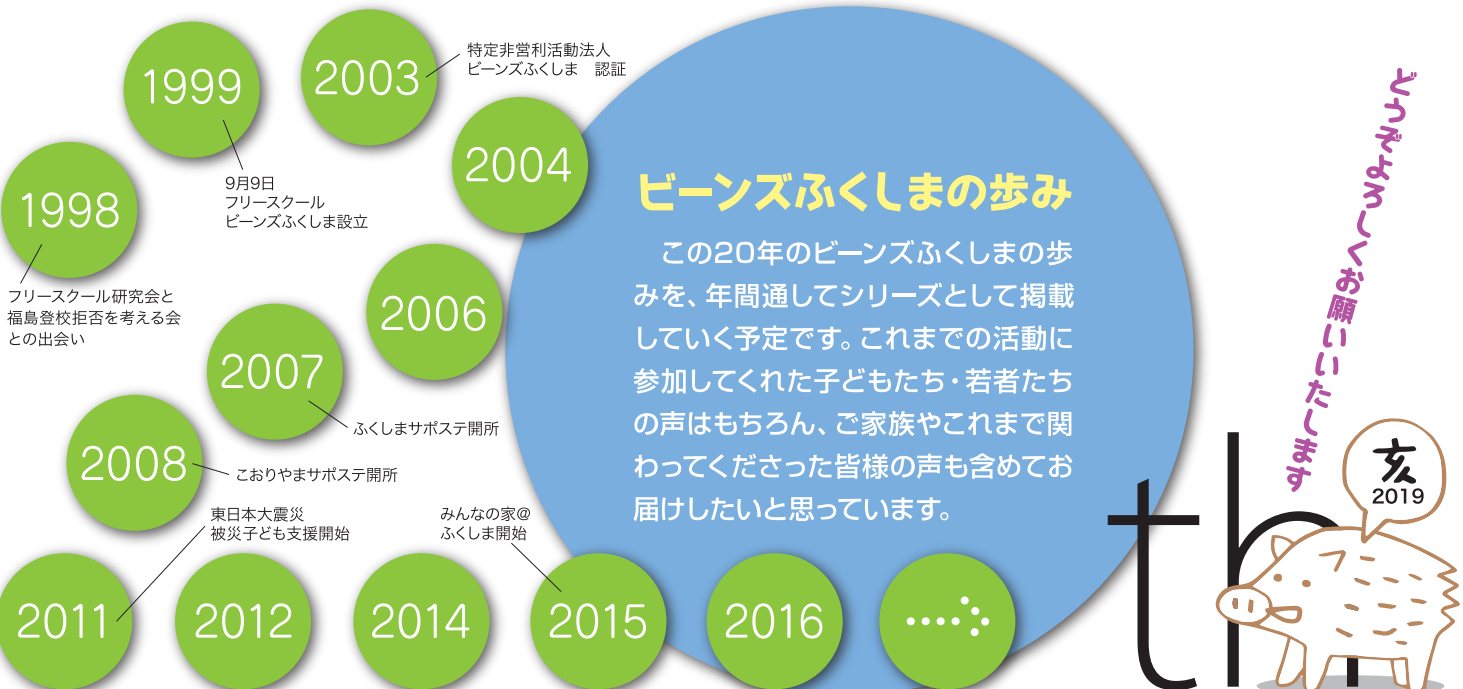 1998
フリースクール研究会と
福島登校拒否を考える会
との出会い
1999
9月9日
フリースクール
ビーンズふくしま設立
2003
特定非営利活動法人
ビーンズふくしま　認証
2004
2006
2007
ふくしまサポステ開所
2008
こおりやまサポステ開所
2011
東日本大震災
被災子ども支援開始
2012
2014
2015
みんなの家@
ふくしま開始
2016
ビーンズふくしまの歩み
この20年のビーンズふくしまの歩
みを、年間通してシリーズとして掲載
していく予定です。これまでの活動に
参加してくれた子どもたち・若者たち
の声はもちろん、ご家族やこれまで関
わってくださった皆様の声も含めてお
届けしたいと思っています。
どうぞよろしくお願いいたします
th
亥
2019